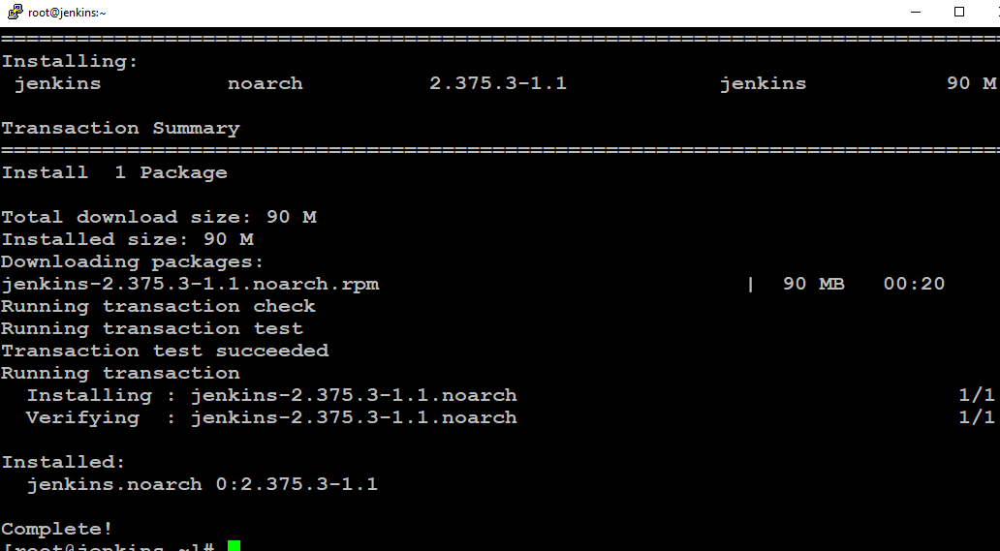 root@jenkins:~
================================================================================
Installing:
 jenkins          noarch          2.375.3-1.1            jenkins           90 M

Transaction Summary
================================================================================
Install  1 Package

Total download size: 90 M
Installed size: 90 M
Downloading packages:
jenkins-2.375.3-1.1.noarch.rpm                             |  90 MB   00:20
Running transaction check
Running transaction test
Transaction test succeeded
Running transaction
  Installing : jenkins-2.375.3-1.1.noarch                                   1/1
  Verifying  : jenkins-2.375.3-1.1.noarch                                   1/1

Installed:
  jenkins.noarch 0:2.375.3-1.1

Complete!
[root@jenkins ~]#